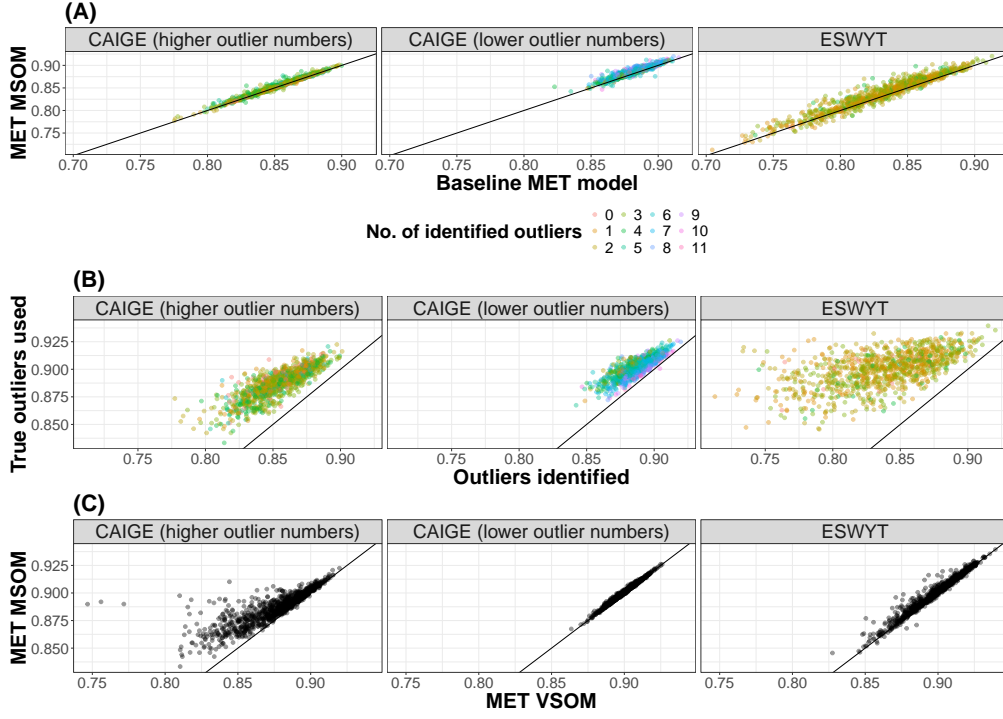 (A)
CAIGE (higher outlier numbers) CAIGE (lower outlier numbers) ESWYT
MET MSOM
0.90
0.85
0.80
0.75
0.70 0.75 0.80 0.85 0.90 0.70 0.75 0.80 0.85 0.90 0.70 0.75 0.80 0.85 0.90
Baseline MET model
No. of identified outliers
0 3 6 9
1 4 7 10
2 5 8 11
(B)
CAIGE (higher outlier numbers) CAIGE (lower outlier numbers) ESWYT
True outliers used
0.925
0.900
0.875
0.850
0.75 0.80 0.85 0.90 0.75 0.80 0.85 0.90 0.75 0.80 0.85 0.90
Outliers identified
(C)
CAIGE (higher outlier numbers) CAIGE (lower outlier numbers) ESWYT
MET MSOM
0.925
0.900
0.875
0.850
0.75 0.80 0.85 0.90 0.75 0.80 0.85 0.90 0.75 0.80 0.85 0.90
MET VSOM